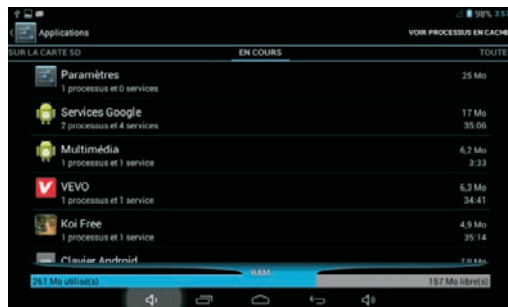 98% 3:53
Applications
VOIR PROCESSUS EN CACHE
SUR LA CARTE SD
EN COURS
TOUTE
Paramètres
25 Mo
1 processus et 0 services
Services Google
17 Mo
2 processus et 4 services
35:06
Multimédia
6,2 Mo
1 processus et 1 service
3:33
VEVO
6,3 Mo
1 processus et 1 service
34:41
Koi Free
4,9 Mo
1 processus et 1 service
35:14
Clavier Android
RAM
261 Mo utilisé(s)
157 Mo libre(s)